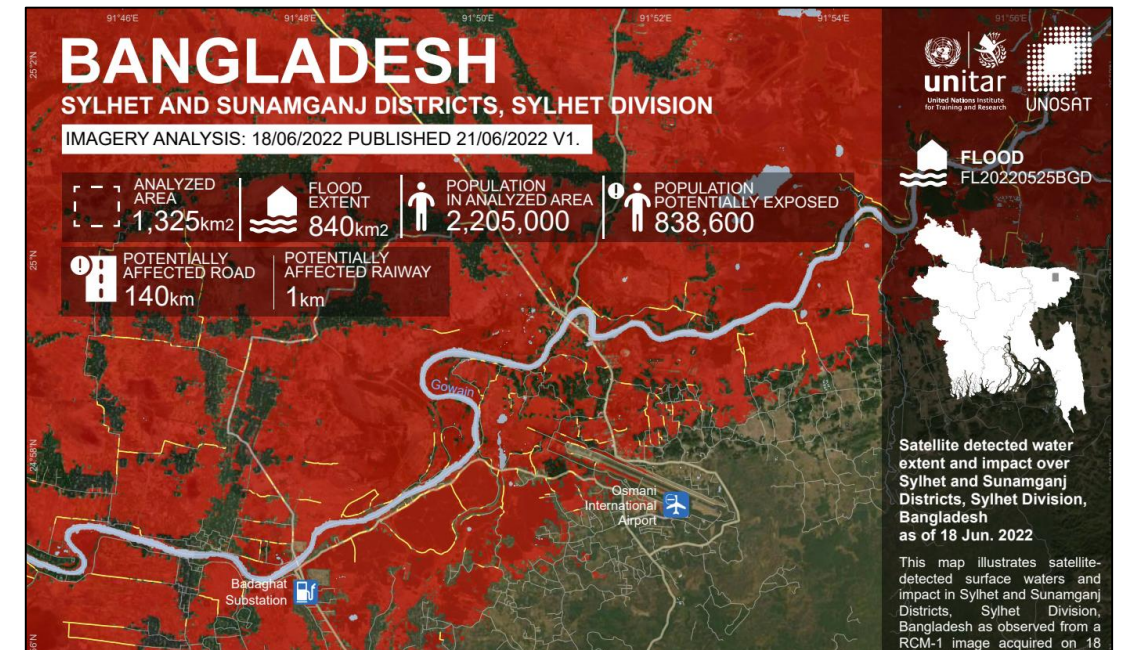 91°46'E 91°48'E 91°50'E 91°52'E 91°54'E 91°56'E
BANGLADESH
SYLHET AND SUNAMGANJ DISTRICTS, SYLHET DIVISION
IMAGERY ANALYSIS: 18/06/2022 PUBLISHED 21/06/2022 V1.
ANALYZED
AREA
1,325km2
FLOOD
EXTENT
840km2
POPULATION
IN ANALYZED AREA
2,205,000
POPULATION
POTENTIALLY EXPOSED
838,600
POTENTIALLY
AFFECTED ROAD
140km
POTENTIALLY
AFFECTED RAIWAY
1km
25°2'N
25°N
24°58'N
6'N
Gowain
Osmani
International
Airport
Badaghat
Substation
unitar
United Nations Institute
for Training and Research
UNOSAT
FLOOD
FL20220525BGD
Satellite detected water
extent and impact over
Sylhet and Sunamganj
Districts, Sylhet Division,
Bangladesh
as of 18 Jun. 2022
This map illustrates satellite-
detected surface waters and
impact in Sylhet and Sunamganj
Districts, Sylhet Division,
Bangladesh as observed from a
RCM-1 image acquired on 18